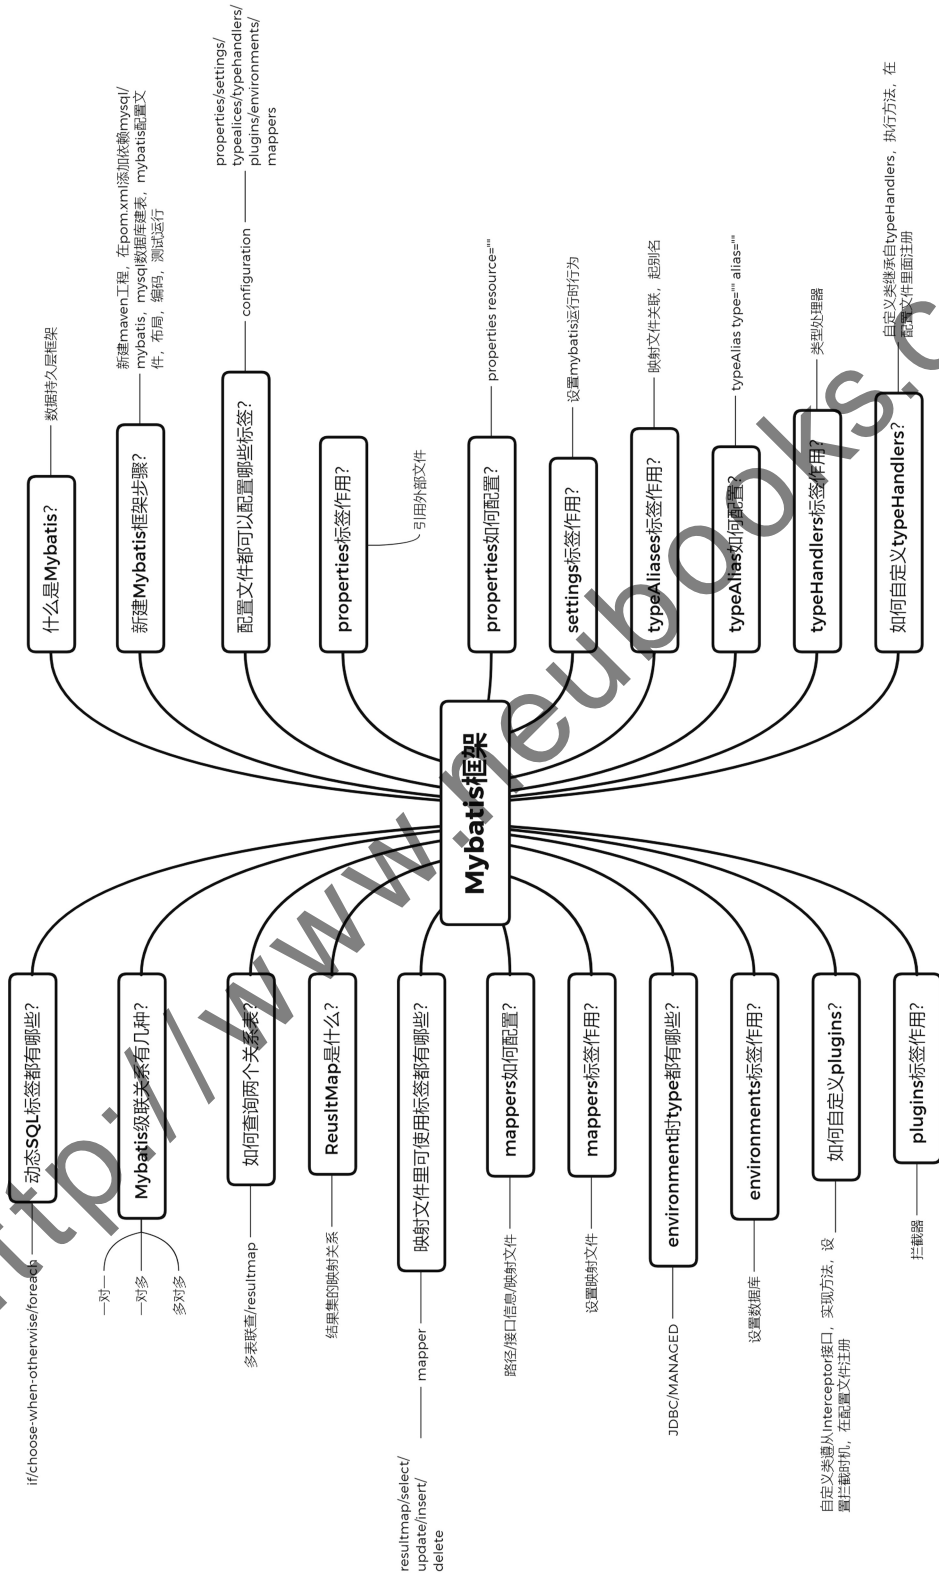 Mybatis框架
什么是Mybatis?
数据持久层框架
新建Mybatis框架步骤?
新建maven工程，在pom.xml添加依赖mysql/
mybatis，mysql数据库建表，mybatis配置文
件，布局，编码，测试运行
配置文件都可以配置哪些标签?
configuration
properties/settings/
typealices/typehandlers/
plugins/environments/
mappers
properties标签作用?
引用外部文件
properties如何配置?
properties resource=""
settings标签作用?
设置mybatis运行时行为
typeAliases标签作用?
映射文件关联，起别名
typeAlias如何配置?
typeAlias type="" alias=""
typeHandlers标签作用?
类型处理器
如何自定义typeHandlers?
自定义类继承自typeHandlers，执行方法，在
配置文件里面注册
动态SQL标签都有哪些?
if/choose-when-otherwise/foreach
Mybatis级联关系有几种?
一对一
一对多
多对多
如何查询两个关系表?
多表联查/resultmap
ReusltMap是什么?
结果集的映射关系
映射文件里可使用标签都有哪些?
mapper
resultmap/select/
update/insert/
delete
mappers如何配置?
路径/接口信息/映射文件
mappers标签作用?
设置映射文件
environment时type都有哪些?
JDBC/MANAGED
environments标签作用?
设置数据库
如何自定义plugins?
自定义类遵从Interceptor接口，实现方法，设
置拦截时机，在配置文件注册
plugins标签作用?
拦截器
ttp://www.neubooks.c